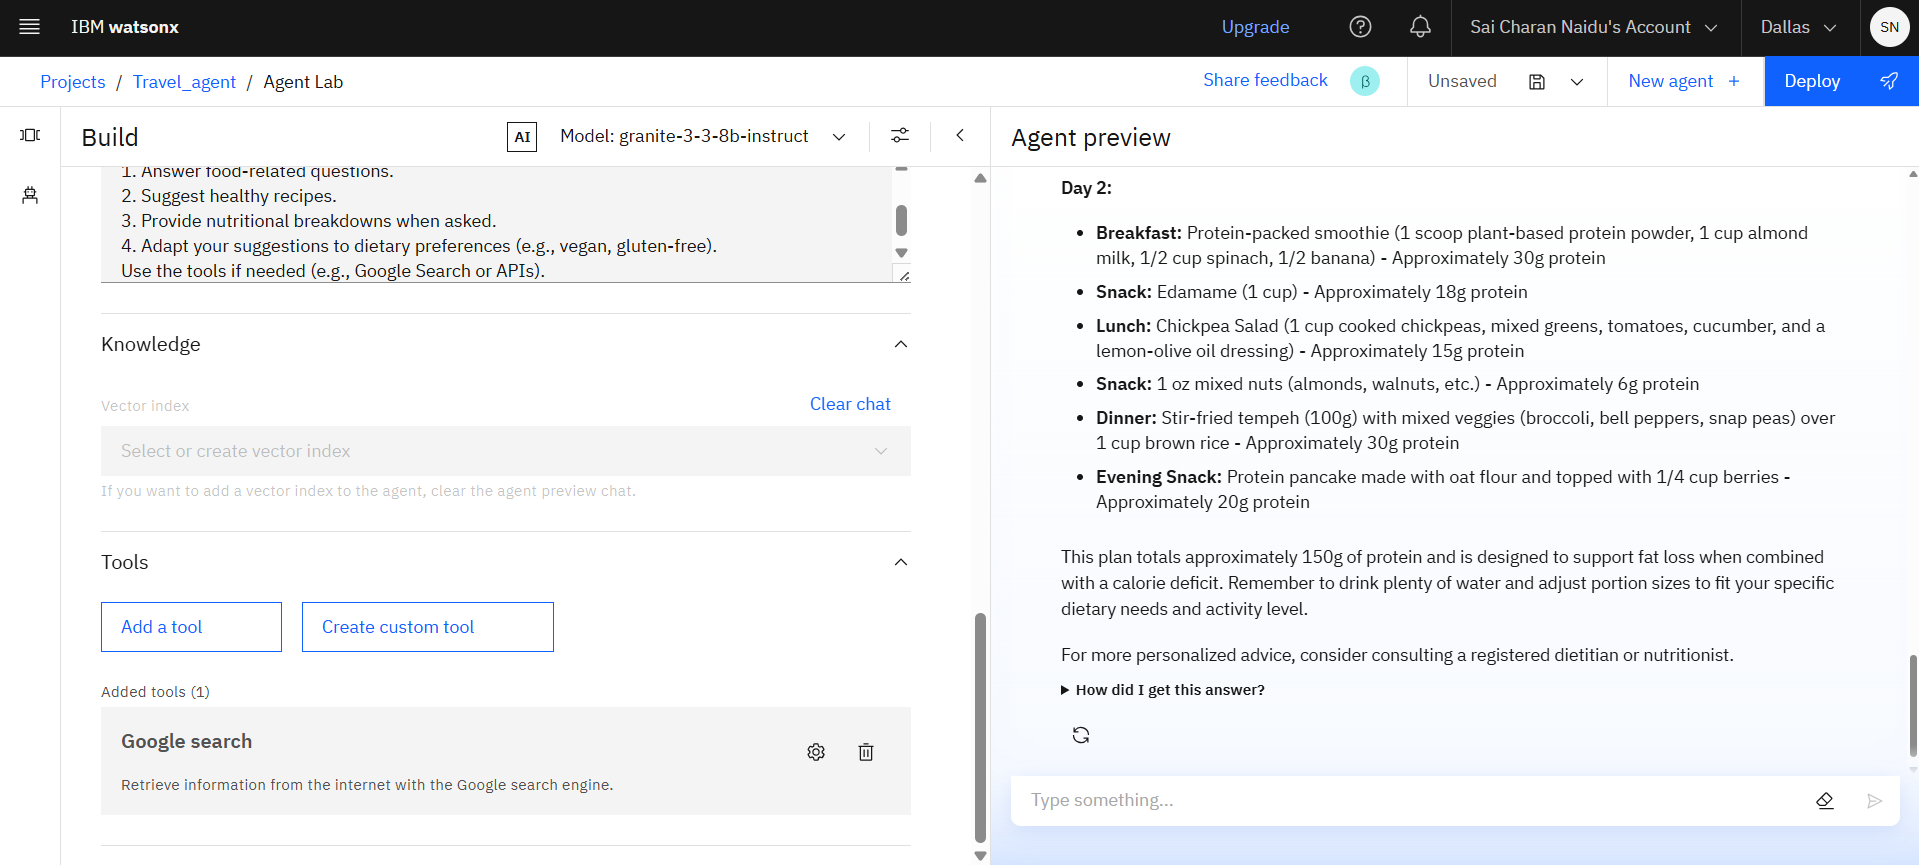 IBM watsonx
Upgrade
Sai Charan Naidu's Account
Dallas
SN
Projects / Travel_agent / Agent Lab
Share feedback
β
Unsaved
New agent +
Deploy
Build
AI
Model: granite-3-3-8b-instruct
1. Answer food-related questions.
2. Suggest healthy recipes.
3. Provide nutritional breakdowns when asked.
4. Adapt your suggestions to dietary preferences (e.g., vegan, gluten-free).
Use the tools if needed (e.g., Google Search or APIs).
Knowledge
Vector index
Clear chat
Select or create vector index
If you want to add a vector index to the agent, clear the agent preview chat.
Tools
Add a tool
Create custom tool
Added tools (1)
Google search
Retrieve information from the internet with the Google search engine.
Agent preview
Day 2:
• Breakfast: Protein-packed smoothie (1 scoop plant-based protein powder, 1 cup almond
milk, 1/2 cup spinach, 1/2 banana) - Approximately 30g protein
• Snack: Edamame (1 cup) - Approximately 18g protein
• Lunch: Chickpea Salad (1 cup cooked chickpeas, mixed greens, tomatoes, cucumber, and a
lemon-olive oil dressing) - Approximately 15g protein
• Snack: 1 oz mixed nuts (almonds, walnuts, etc.) - Approximately 6g protein
• Dinner: Stir-fried tempeh (100g) with mixed veggies (broccoli, bell peppers, snap peas) over
1 cup brown rice - Approximately 30g protein
• Evening Snack: Protein pancake made with oat flour and topped with 1/4 cup berries -
Approximately 20g protein
This plan totals approximately 150g of protein and is designed to support fat loss when combined
with a calorie deficit. Remember to drink plenty of water and adjust portion sizes to fit your specific
dietary needs and activity level.
For more personalized advice, consider consulting a registered dietitian or nutritionist.
How did I get this answer?
Type something...